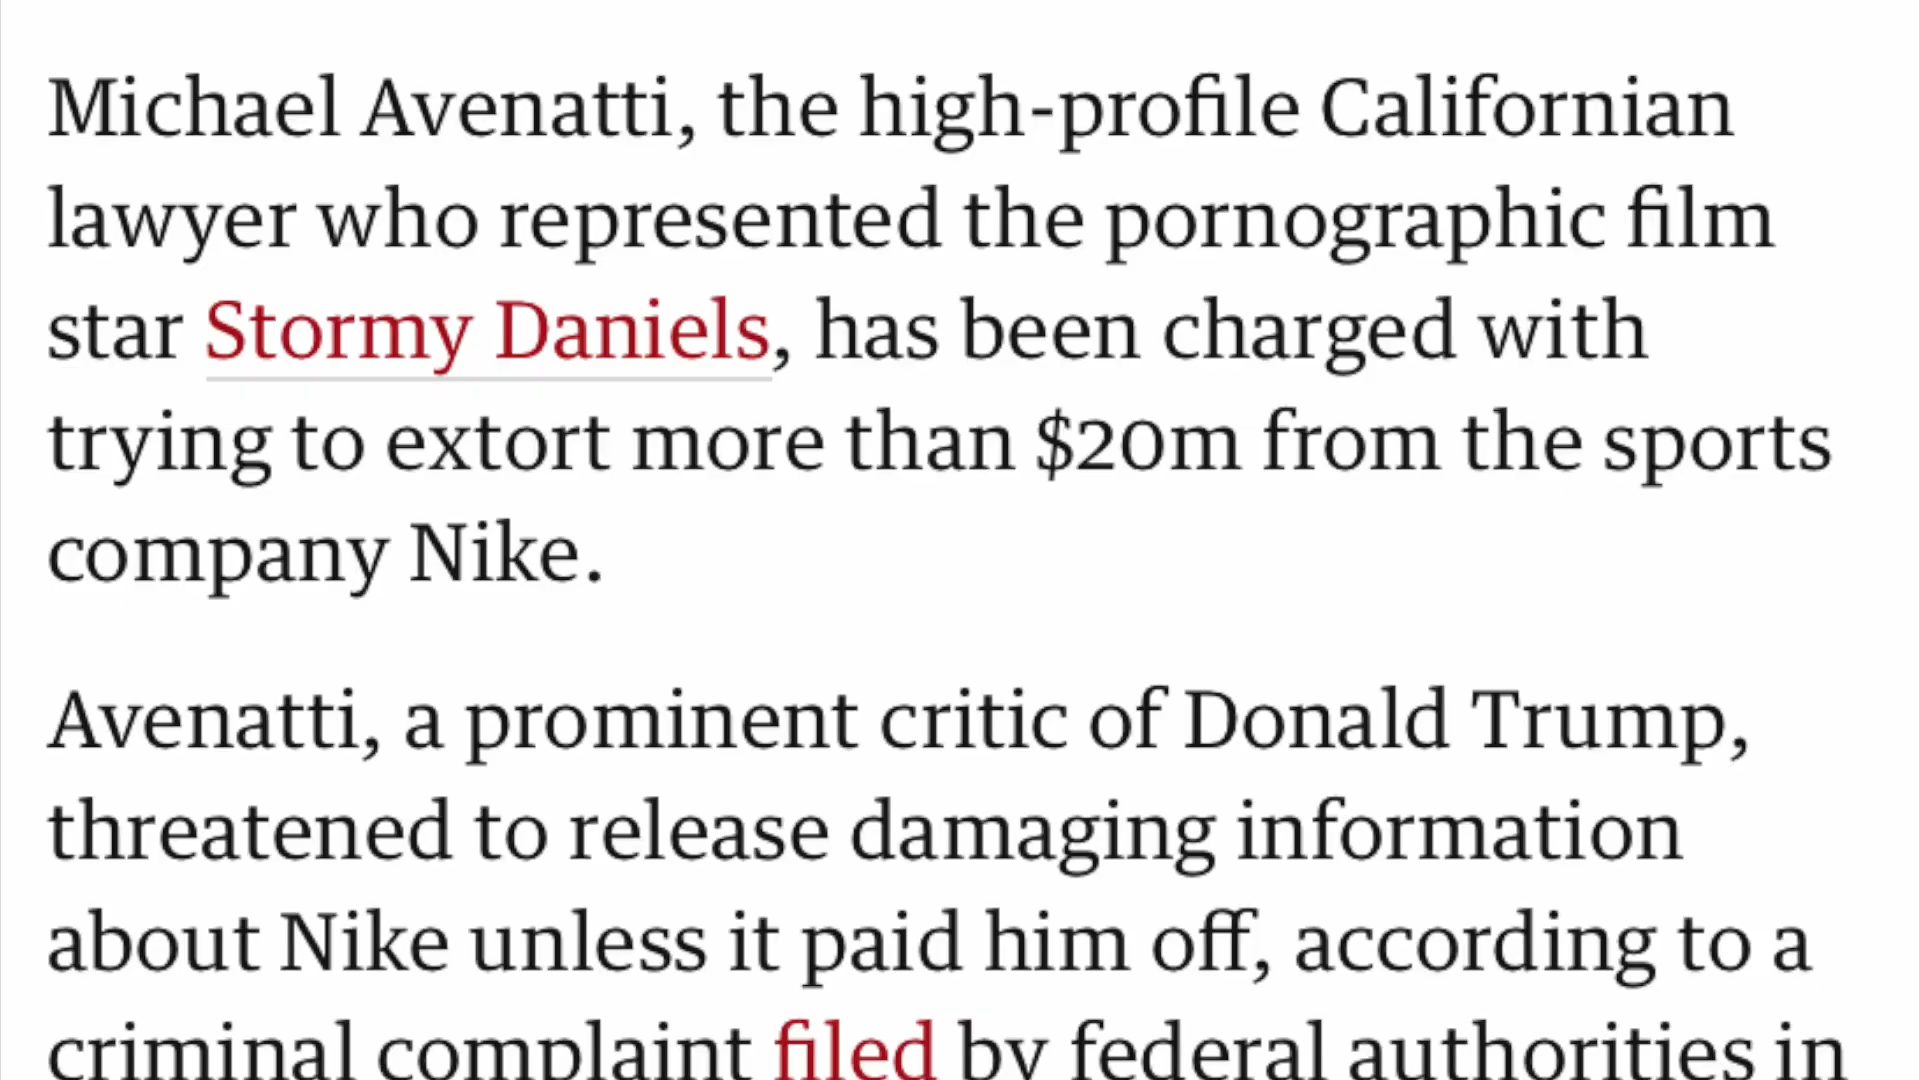 Michael Avenatti, the high-profile Californian
lawyer who represented the pornographic film
star Stormy Daniels, has been charged with
trying to extort more than $20m from the sports
company Nike.
Avenatti, a prominent critic of Donald Trump,
threatened to release damaging information
about Nike unless it paid him off, according to a
criminal complaint filed by federal authorities in